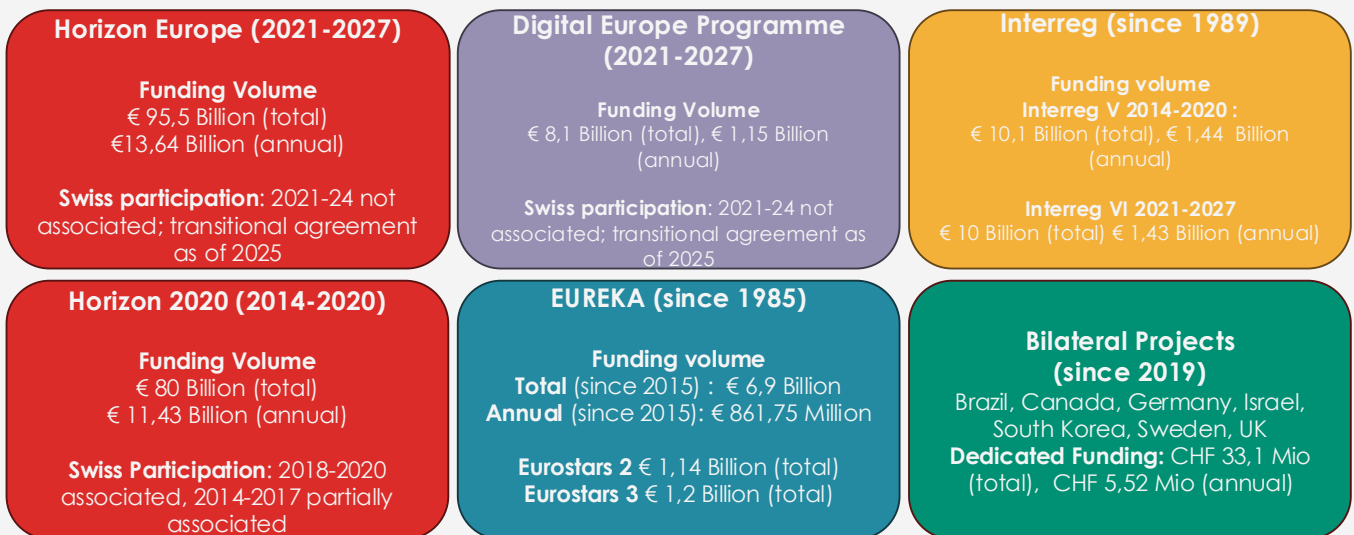 Horizon Europe (2021-2027)
Funding Volume
€ 95,5 Billion (total)
€13,64 Billion (annual)
Swiss participation: 2021-24 not
associated; transitional agreement
as of 2025
Digital Europe Programme
(2021-2027)
Funding Volume
€ 8,1 Billion (total), € 1,15 Billion
(annual)
Swiss participation: 2021-24 not
associated; transitional agreement as
of 2025
Interreg (since 1989)
Funding volume
Interreg V 2014-2020 :
€ 10,1 Billion (total), € 1,44 Billion
(annual)
Interreg VI 2021-2027
€ 10 Billion (total) € 1,43 Billion (annual)
Horizon 2020 (2014-2020)
Funding Volume
€ 80 Billion (total)
€ 11,43 Billion (annual)
Swiss Participation: 2018-2020
associated, 2014-2017 partially
associated
EUREKA (since 1985)
Funding volume
Total (since 2015) : € 6,9 Billion
Annual (since 2015): € 861,75 Million
Eurostars 2 € 1,14 Billion (total)
Eurostars 3 € 1,2 Billion (total)
Bilateral Projects
(since 2019)
Brazil, Canada, Germany, Israel,
South Korea, Sweden, UK
Dedicated Funding: CHF 33,1 Mio
(total), CHF 5,52 Mio (annual)